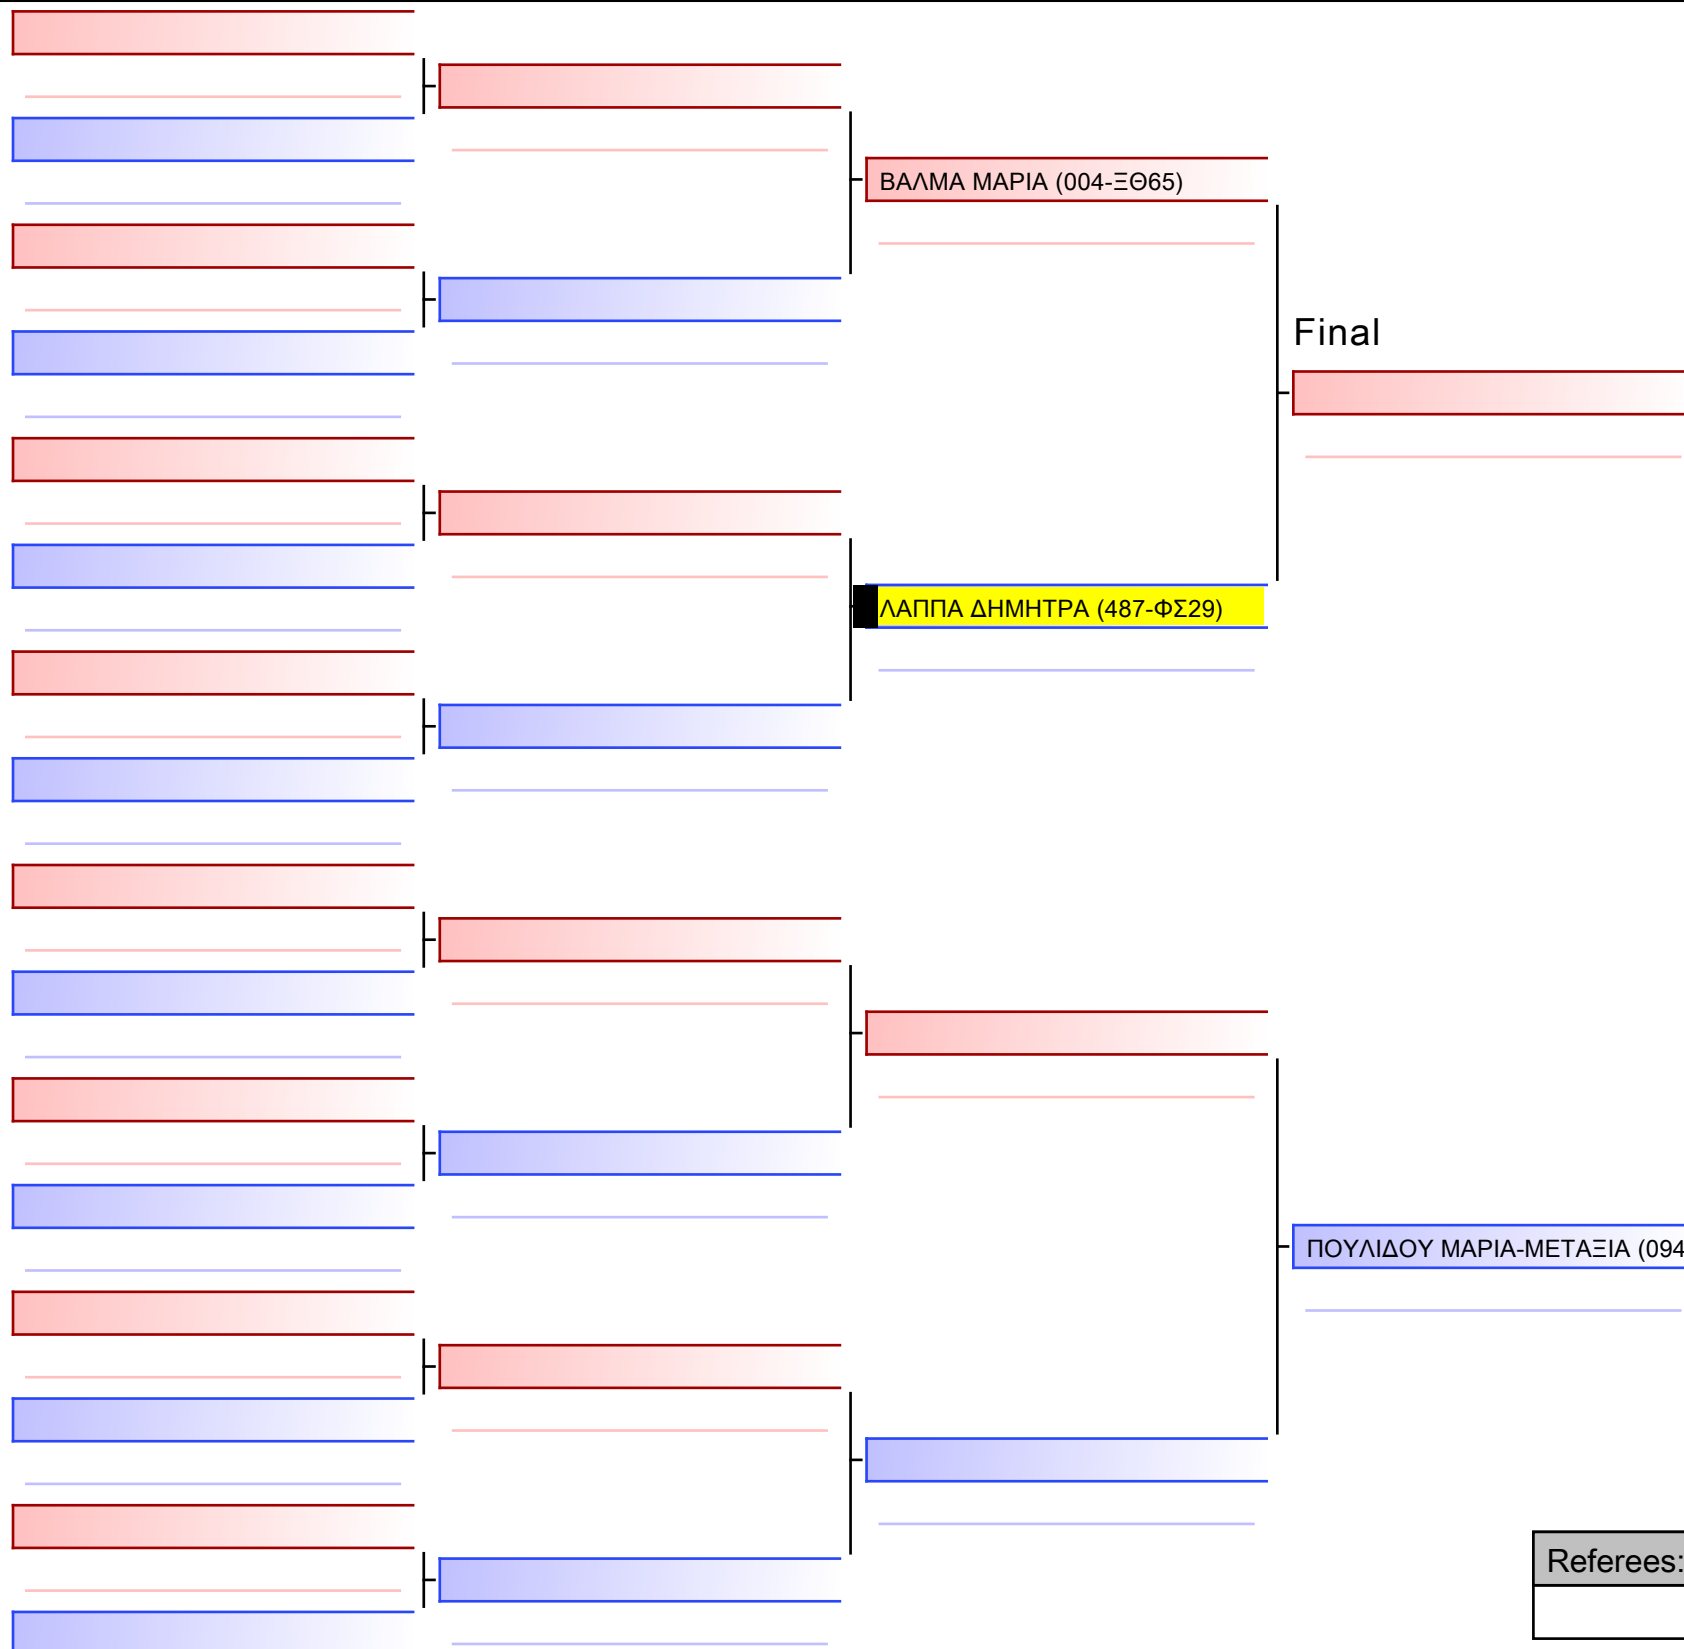 ΒΑΛΜΑ ΜΑΡΙΑ (004-ΞΘ65)
Final
ΛΑΠΠΑ ΔΗΜΗΤΡΑ (487-ΦΣ29)
ΠΟΥΛΙΔΟΥ ΜΑΡΙΑ-ΜΕΤΑΞΙΑ (094
Referees: